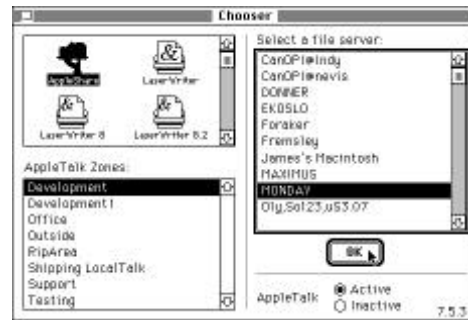 Chooser
AppleShare
LaserWriter
LaserWriter 8
LaserWriter 8.2
AppleTalk Zones:
Development
Development1
Office
Outside
RipArea
Shipping LocalTalk
Support
Testing
Select a file server:
CanOPI@Indy
CanOPI@nevis
DONNER
EKOSLO
Foraker
Fremsley
James's Macintosh
MAXIMUS
MONDAY
Oly,Sol23,u53.07
OK
AppleTalk
Active
Inactive
7.5.3